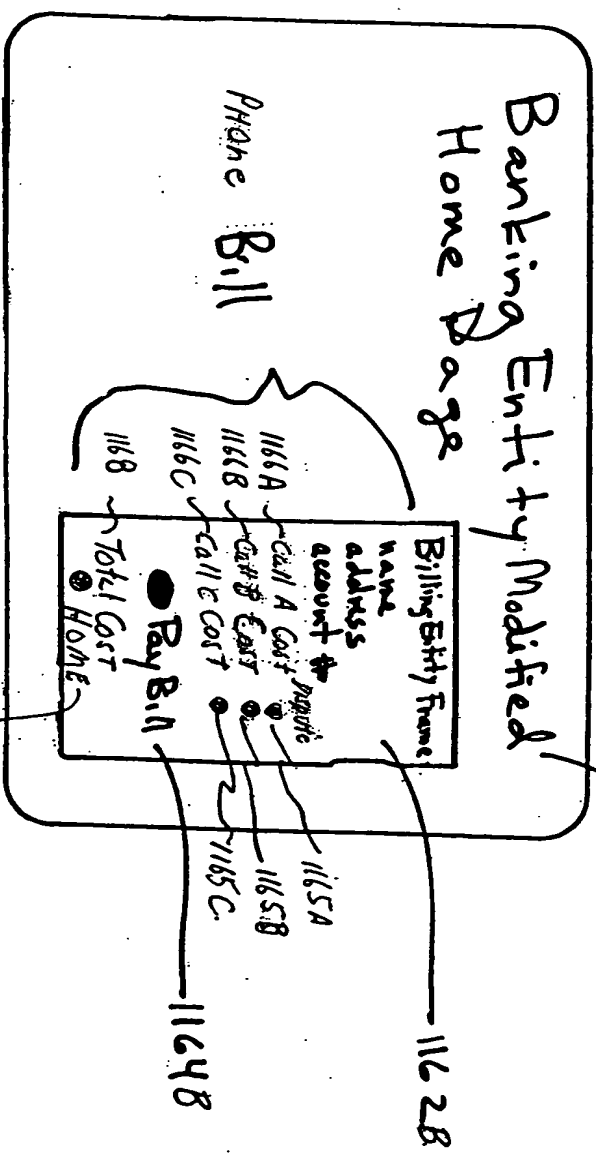 Banking Entity Modified
Home Page
Phone Bill
Billing Entity Frame
name
address
account #
Dispute
1166A Call A Cost 1165A
1166B Call B Cost 1165B
1166C Call C Cost 1165C
Pay Bill
1168 Total Cost
Home
1162B
1164B